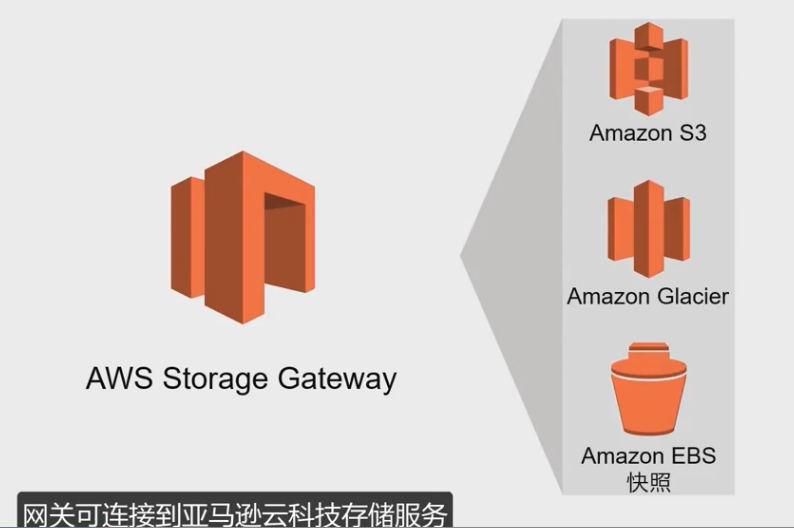 Amazon S3
Amazon Glacier
AWS Storage Gateway
Amazon EBS
快照
网关可连接到亚马逊云科技存储服务